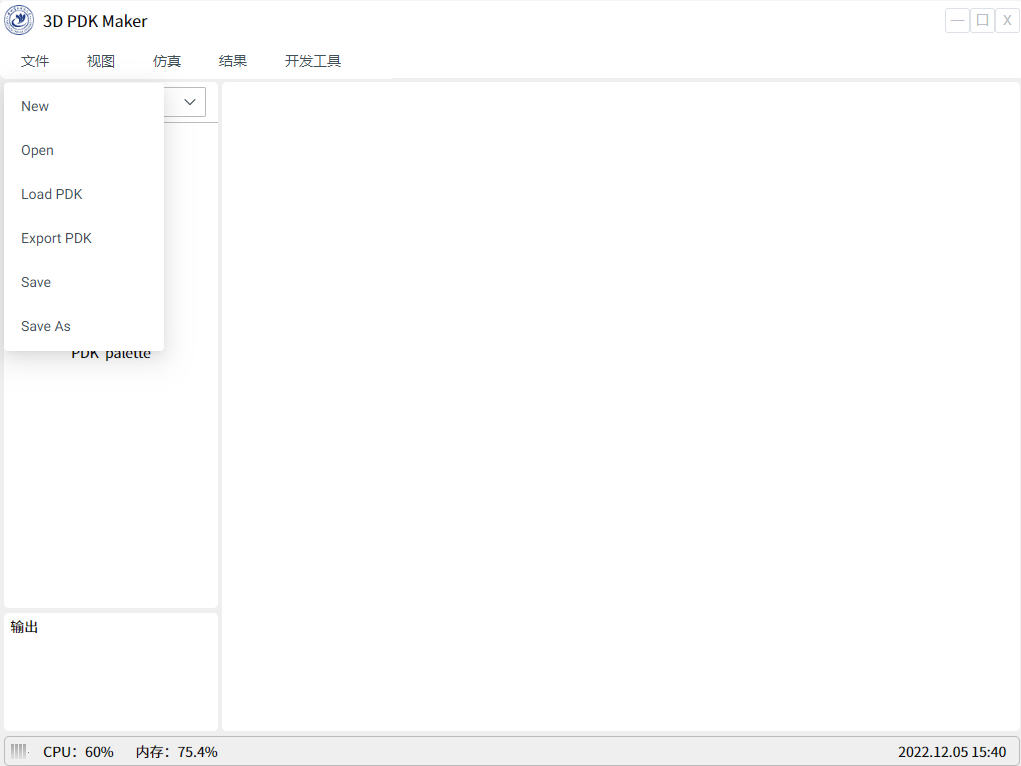 3D PDK Maker
— 口 X
文件 视图 仿真 结果 开发工具
New
Open
Load PDK
Export PDK
Save
Save As
PDK palette
输出
CPU：60% 内存：75.4% 2022.12.05 15:40